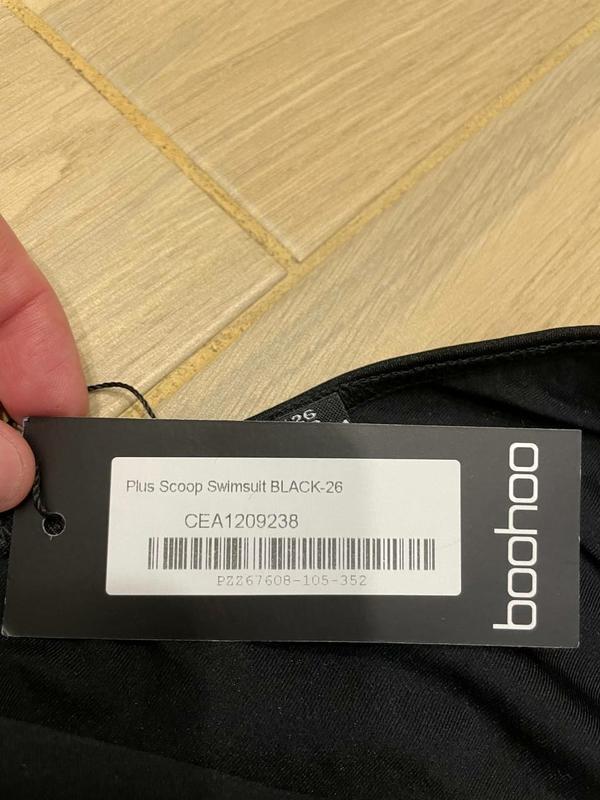 26
Plus Scoop Swimsuit BLACK-26
CEA1209238
PZZ67608-105-352
boohoo